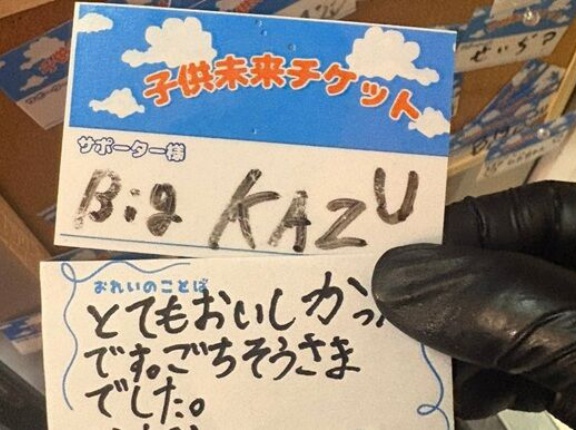 子供未来チケット
サポーター様
Big KAZU
おれいのことば
とてもおいしかっ
です。ごちそうさま
でした。